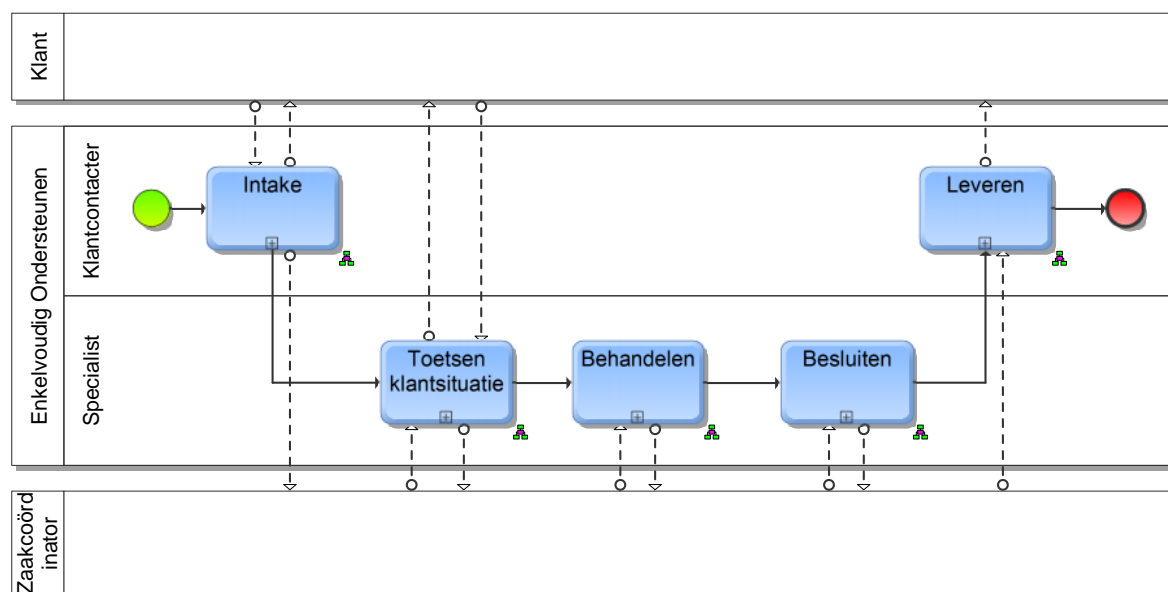 Klant
Enkelvoudig Ondersteunen
Klantcontacter
Intake
Leveren
Specialist
Toetsen
klantsituatie
Behandelen
Besluiten
Zaakcoörd
inator